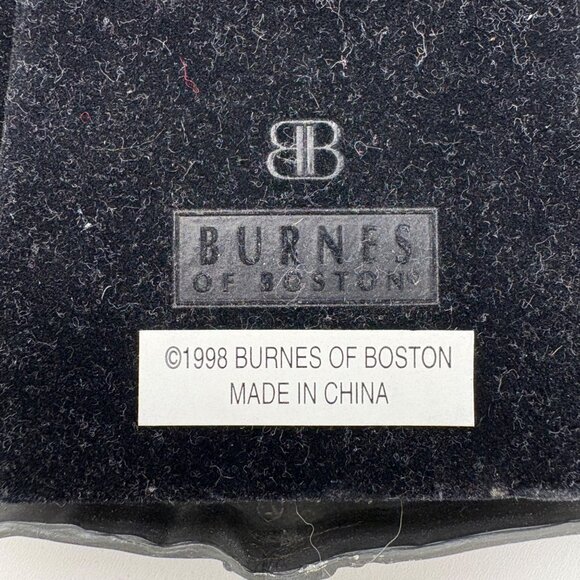 BB
BURNES
OF BOSTON®
©1998 BURNES OF BOSTON
MADE IN CHINA